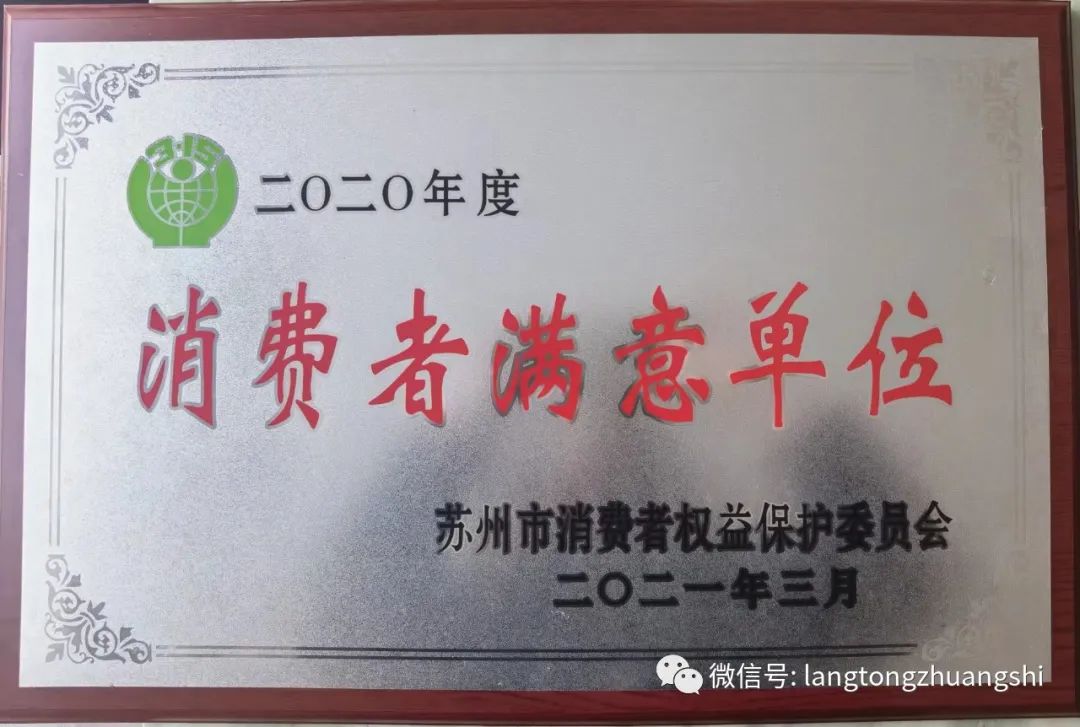 3·15
二〇二〇年度
消费者满意单位
苏州市消费者权益保护委员会
二〇二一年三月
微信号: langtongzhuangshi